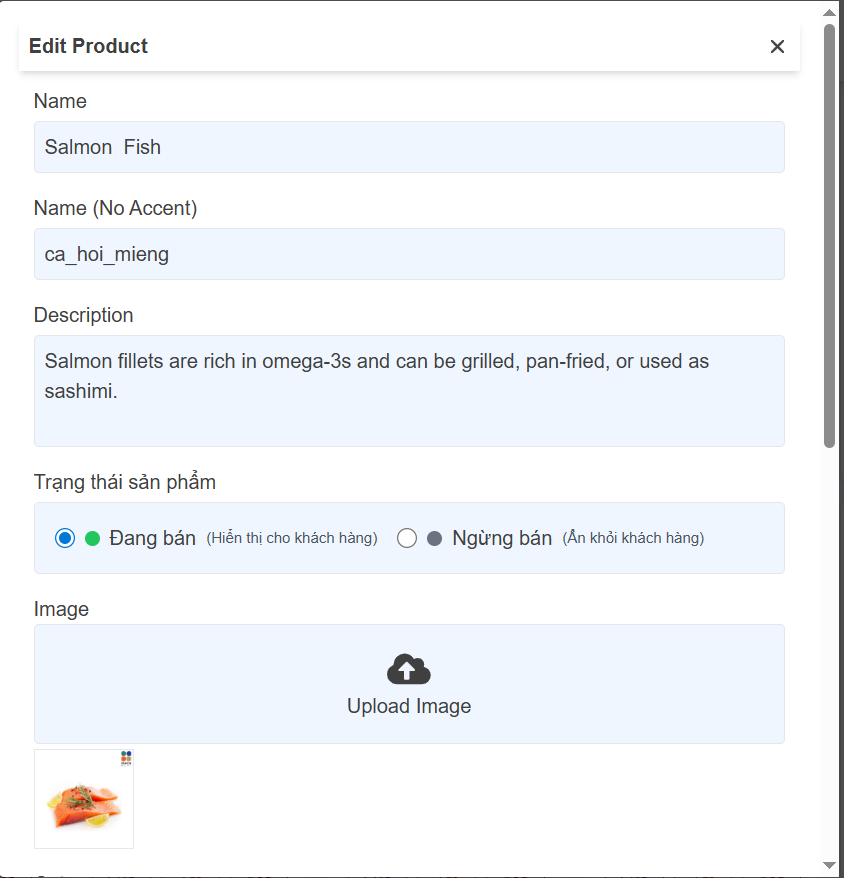 Edit Product
Name
Salmon  Fish
Name (No Accent)
ca_hoi_mieng
Description
Salmon fillets are rich in omega-3s and can be grilled, pan-fried, or used as
sashimi.
Trạng thái sản phẩm
Đang bán (Hiển thị cho khách hàng) Ngừng bán (Ẩn khỏi khách hàng)
Image
Upload Image